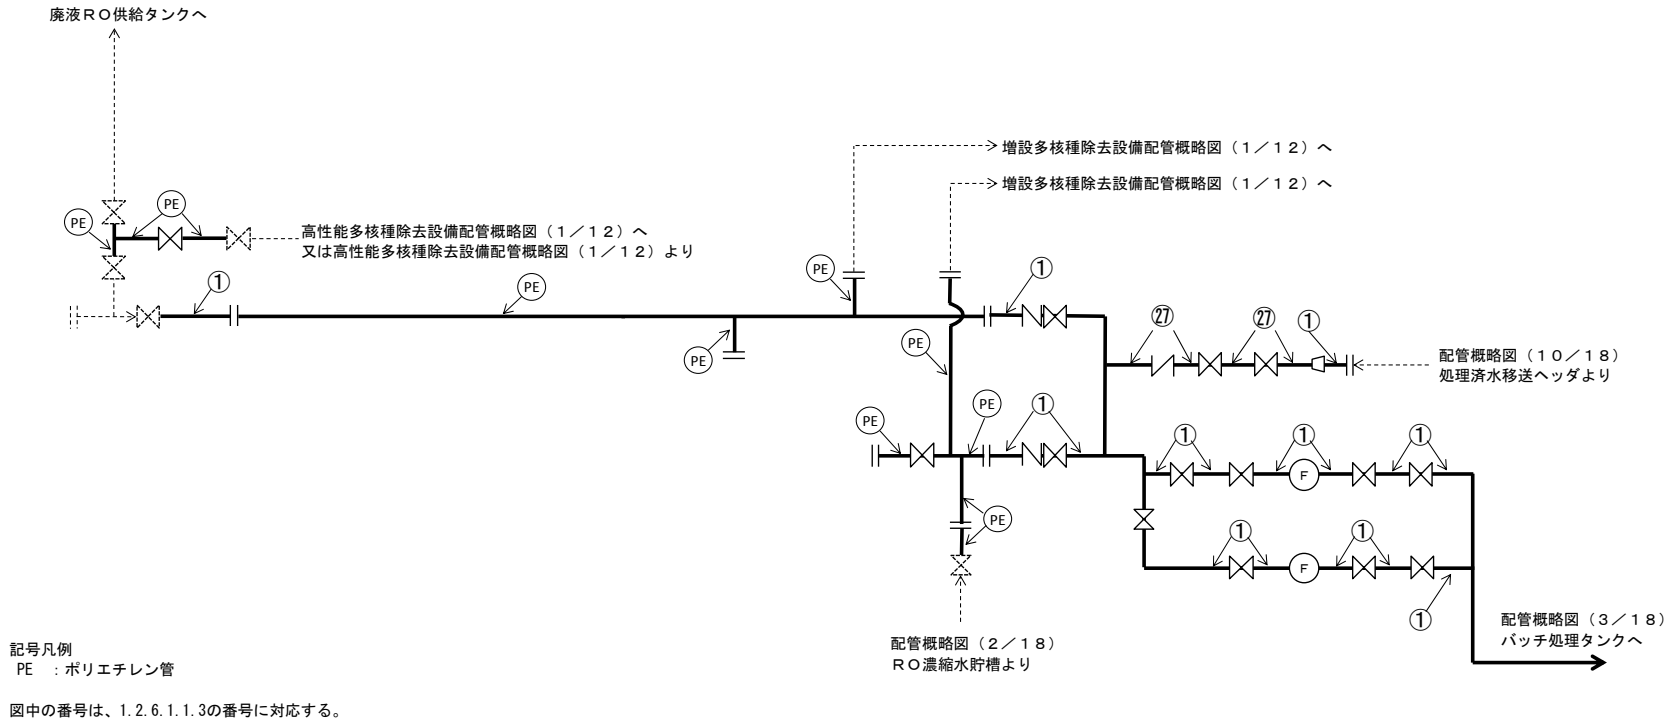 廃液ＲＯ供給タンクへ
増設多核種除去設備配管概略図（１／１２）へ
増設多核種除去設備配管概略図（１／１２）へ
PE
PE
高性能多核種除去設備配管概略図（１／１２）へ
又は高性能多核種除去設備配管概略図（１／１２）より
PE
①
①
PE
㉗
㉗
①
PE
PE
配管概略図（１０／１８）
処理済水移送ヘッダより
PE
①
PE
①
①
①
F
PE
①
①
F
①
配管概略図（３／１８）
バッチ処理タンクへ
配管概略図（２／１８）
ＲＯ濃縮水貯槽より
記号凡例
PE ：ポリエチレン管
図中の番号は、1.2.6.1.1.3の番号に対応する。